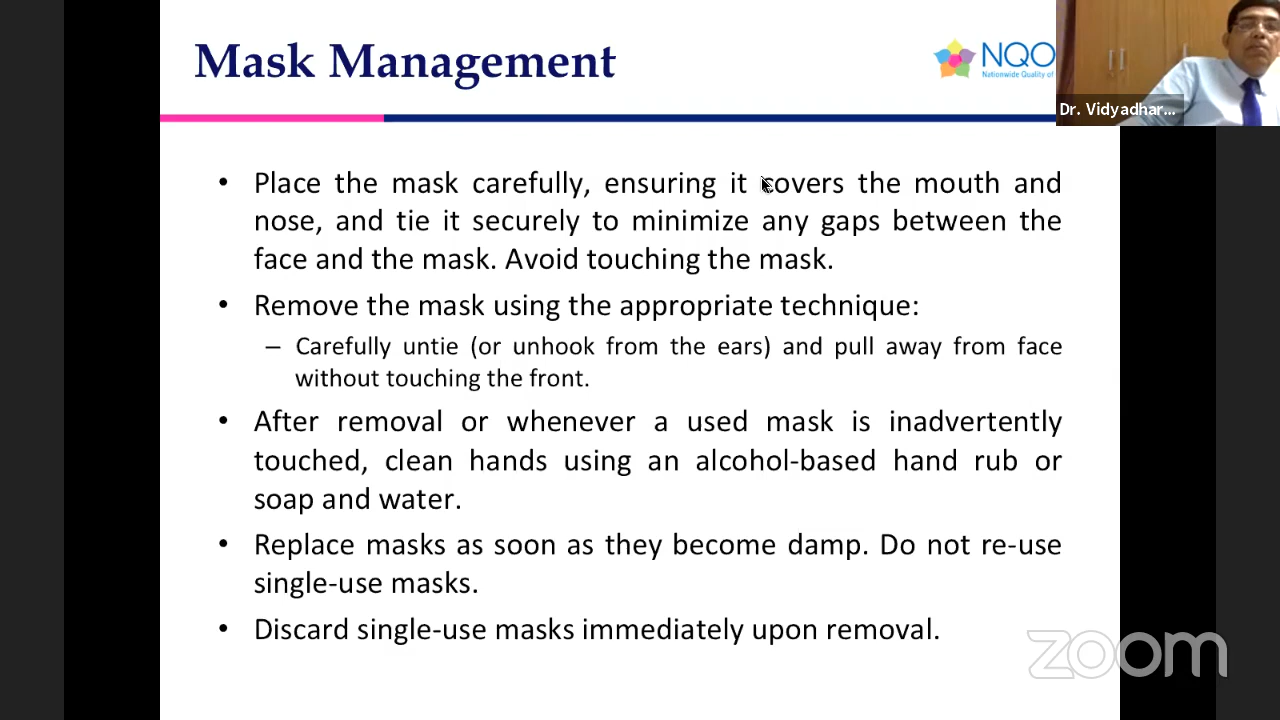 Mask Management
NQO
Nationwide Quality of
Dr. Vidyadhar...
• Place the mask carefully, ensuring it covers the mouth and
nose, and tie it securely to minimize any gaps between the
face and the mask. Avoid touching the mask.
• Remove the mask using the appropriate technique:
– Carefully untie (or unhook from the ears) and pull away from face
without touching the front.
• After removal or whenever a used mask is inadvertently
touched, clean hands using an alcohol-based hand rub or
soap and water.
• Replace masks as soon as they become damp. Do not re-use
single-use masks.
• Discard single-use masks immediately upon removal.
zoom